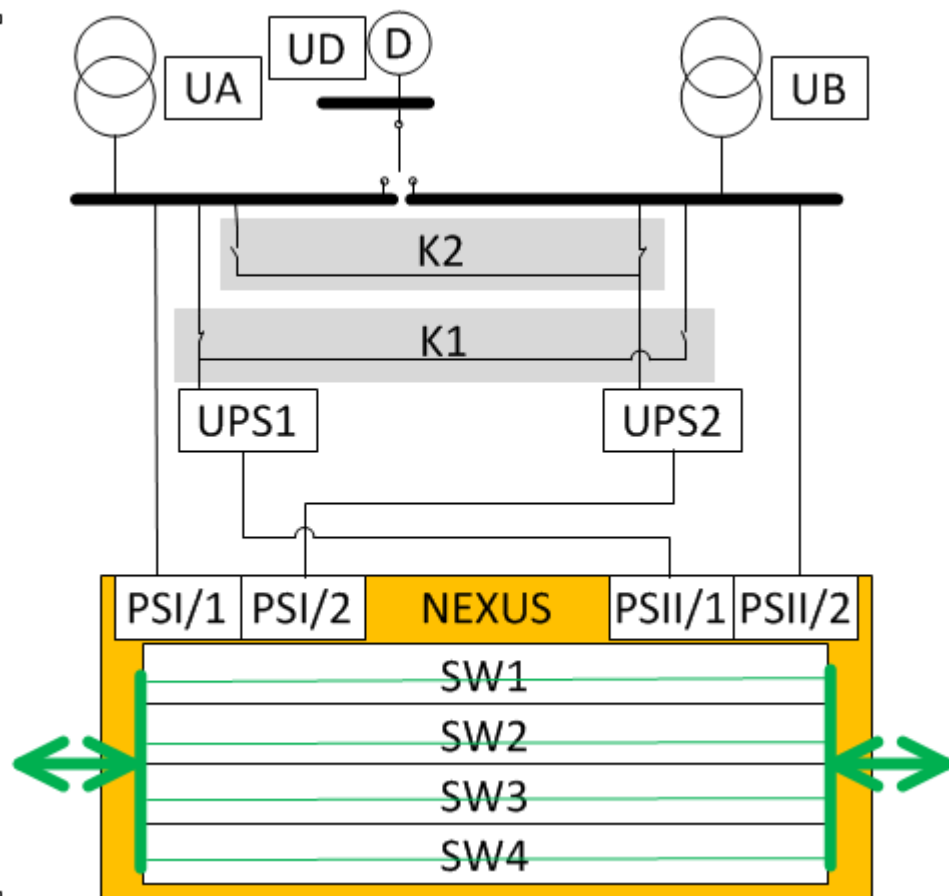 UD D
UA UB
K2
K1
UPS1 UPS2
PSI/1 PSI/2 NEXUS PSII/1 PSII/2
SW1
SW2
SW3
SW4